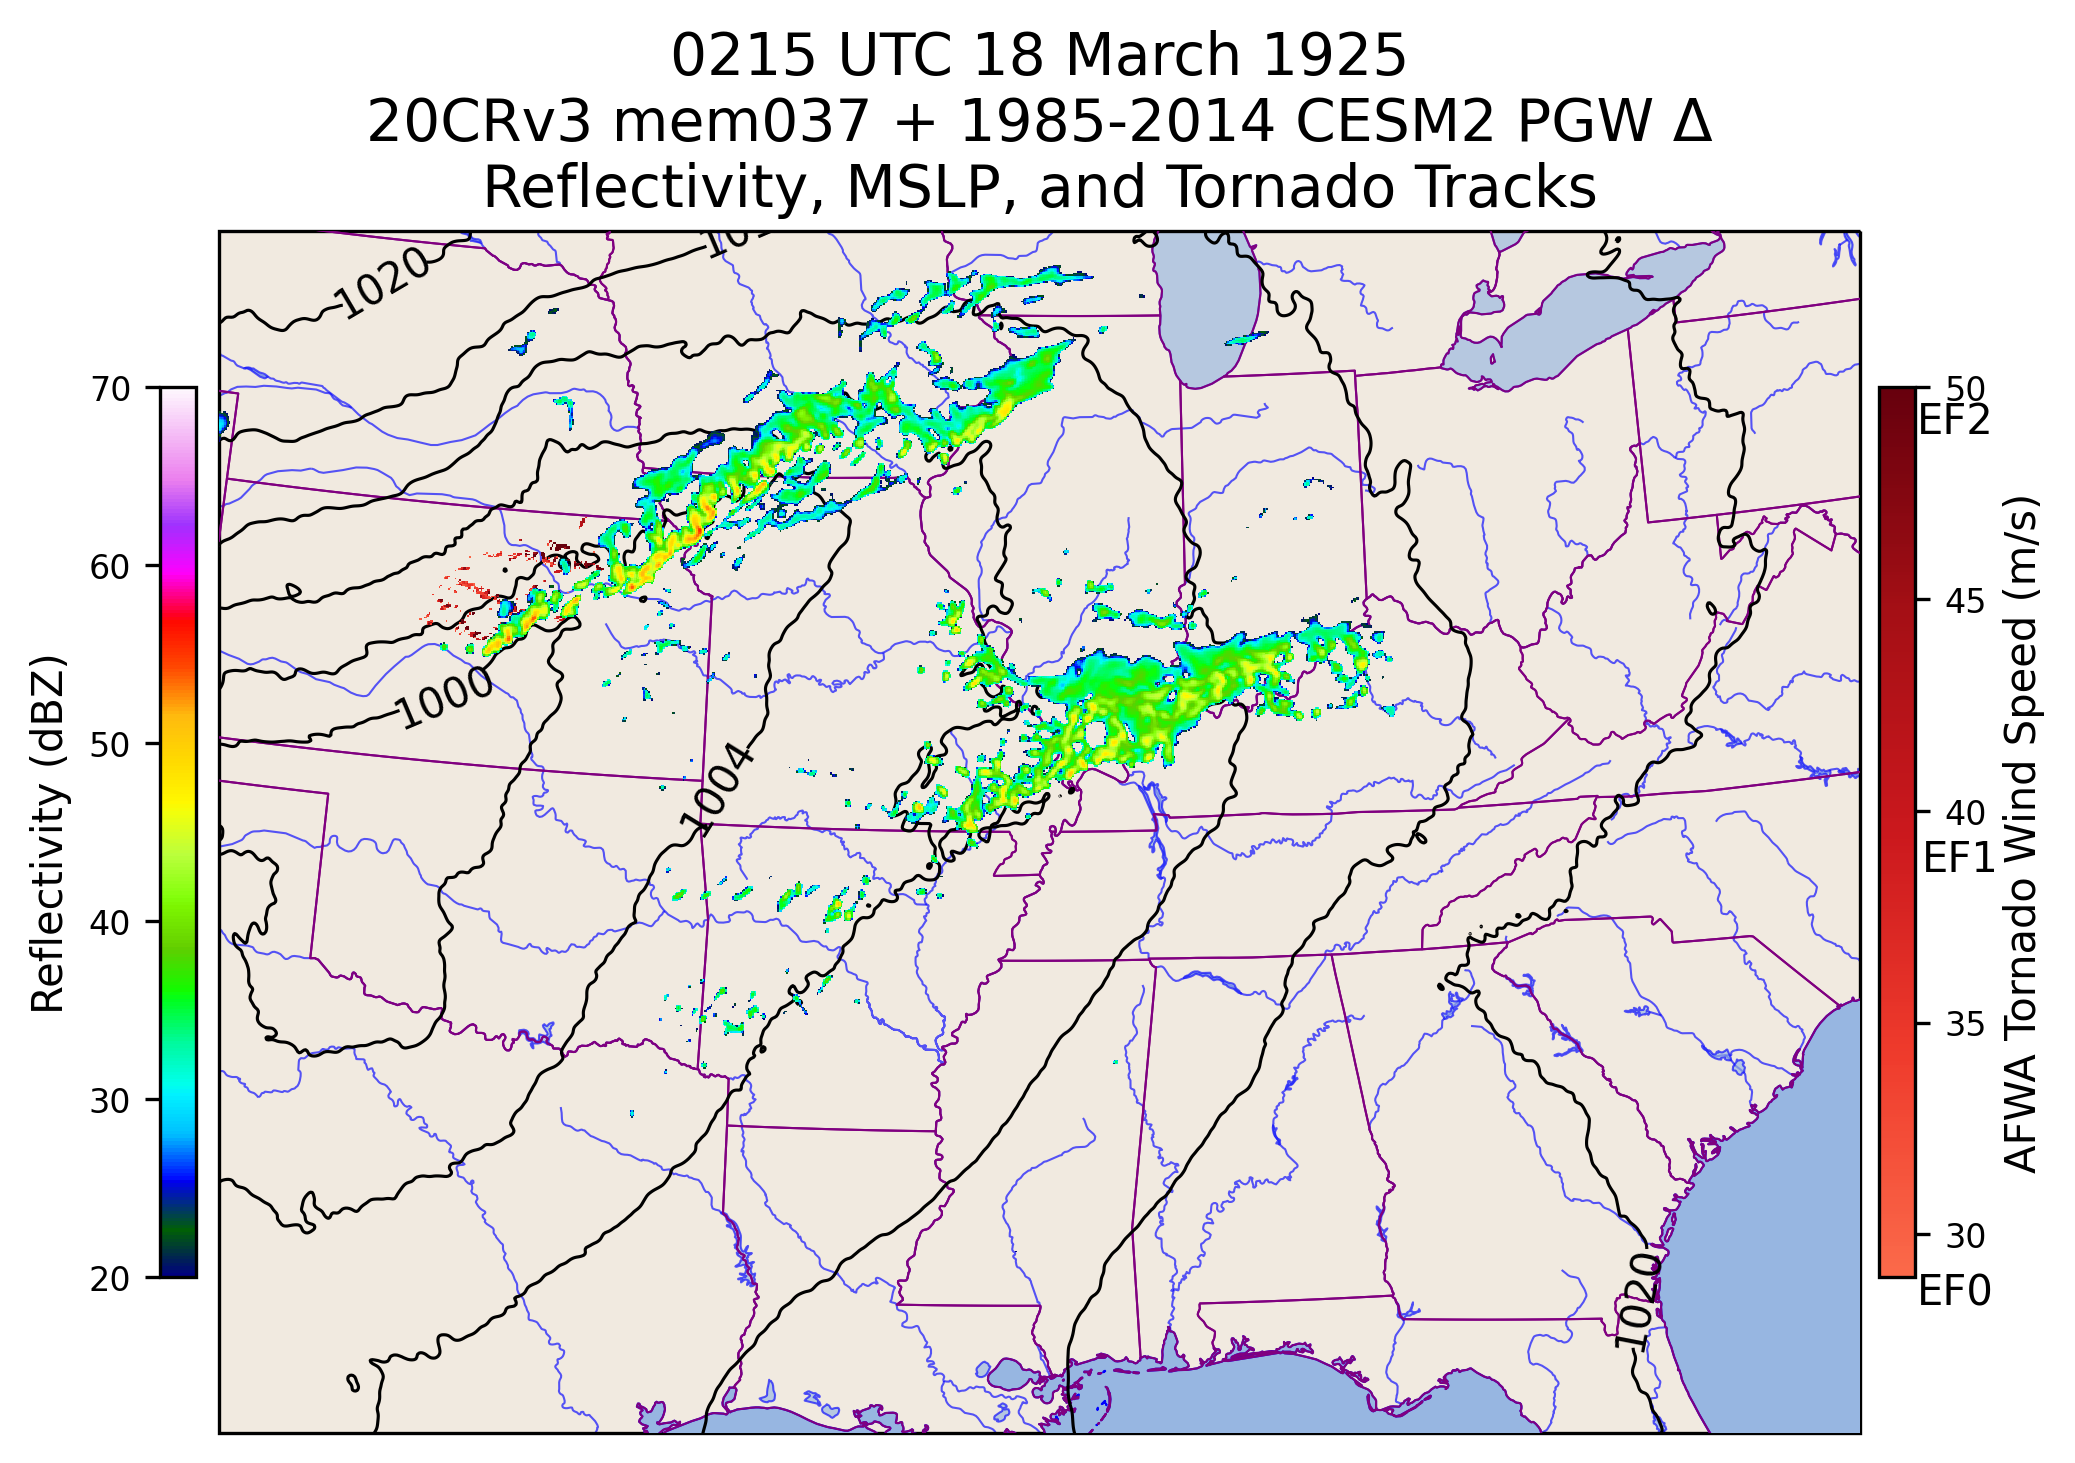 0215 UTC 18 March 1925
20CRv3 mem037 + 1985-2014 CESM2 PGW Δ
Reflectivity, MSLP, and Tornado Tracks
1020
1000
1004
1020
Reflectivity (dBZ)
70
60
50
40
30
20
50
EF2
45
40
EF1
35
30
EF0
AFWA Tornado Wind Speed (m/s)